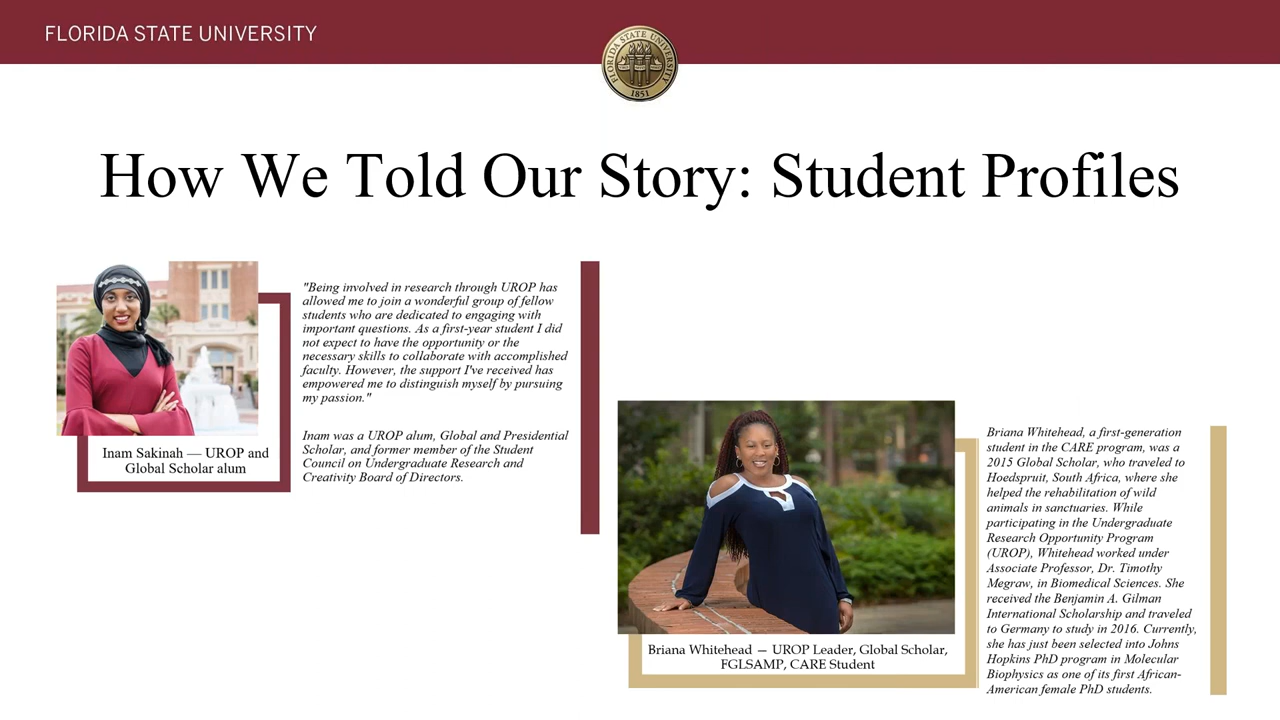 FLORIDA STATE UNIVERSITY
FLORIDA STATE UNIVERSITY
1851
How We Told Our Story: Student Profiles
"Being involved in research through UROP has
allowed me to join a wonderful group of fellow
students who are dedicated to engaging with
important questions. As a first-year student I did
not expect to have the opportunity or the
necessary skills to collaborate with accomplished
faculty. However, the support I've received has
empowered me to distinguish myself by pursuing
my passion."
Inam was a UROP alum, Global and Presidential
Scholar, and former member of the Student
Council on Undergraduate Research and
Creativity Board of Directors.
Inam Sakinah — UROP and
Global Scholar alum
Briana Whitehead — UROP Leader, Global Scholar,
FGLSAMP, CARE Student
Briana Whitehead, a first-generation
student in the CARE program, was a
2015 Global Scholar, who traveled to
Hoedspruit, South Africa, where she
helped the rehabilitation of wild
animals in sanctuaries. While
participating in the Undergraduate
Research Opportunity Program
(UROP), Whitehead worked under
Associate Professor, Dr. Timothy
Megraw, in Biomedical Sciences. She
received the Benjamin A. Gilman
International Scholarship and traveled
to Germany to study in 2016. Currently,
she has just been selected into Johns
Hopkins PhD program in Molecular
Biophysics as one of its first African-
American female PhD students.